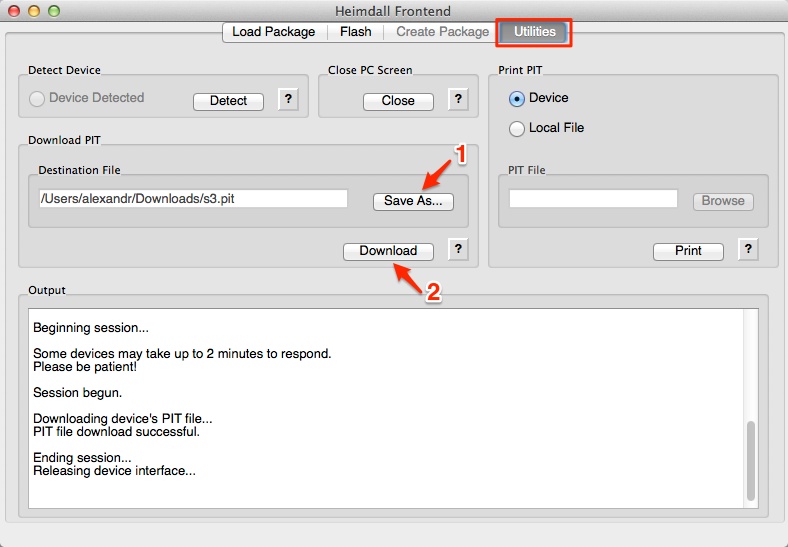 Heimdall Frontend
Load Package
Flash
Create Package
Utilities
Detect Device
Device Detected
Detect
?
Close PC Screen
Close
?
Print PIT
Device
Local File
PIT File
Browse
Print
?
Download PIT
Destination File
/Users/alexandr/Downloads/s3.pit
Save As...
1
Download
?
2
Output
Beginning session...
Some devices may take up to 2 minutes to respond.
Please be patient!
Session begun.
Downloading device's PIT file...
PIT file download successful.
Ending session...
Releasing device interface...